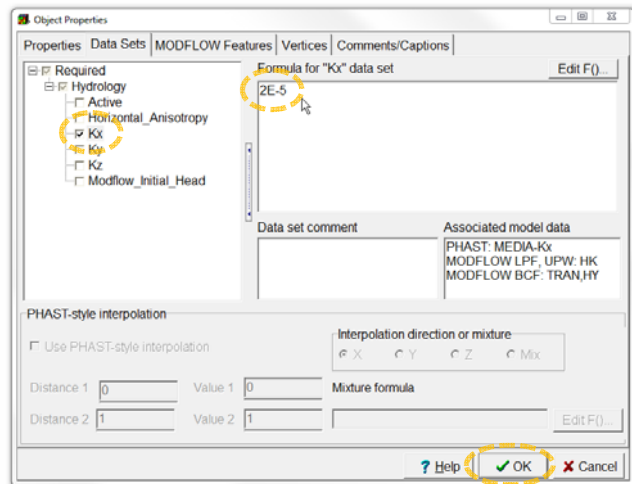 Object Properties
Properties Data Sets MODFLOW Features Vertices Comments/Captions
Required
Hydrology
Active
Horizontal_Anisotropy
Kx
Ky
Kz
Modflow_Initial_Head
Formula for "Kx" data set
Edit F()...
2E-5
Data set comment
Associated model data
PHAST: MEDIA-Kx
MODFLOW LPF, UPW: HK
MODFLOW BCF: TRAN,HY
PHAST-style interpolation
Use PHAST-style interpolation
Interpolation direction or mixture
X Y Z Mix
Distance 1 0 Value 1 0 Mixture formula
Distance 2 1 Value 2 1 Edit F()...
? Help OK Cancel